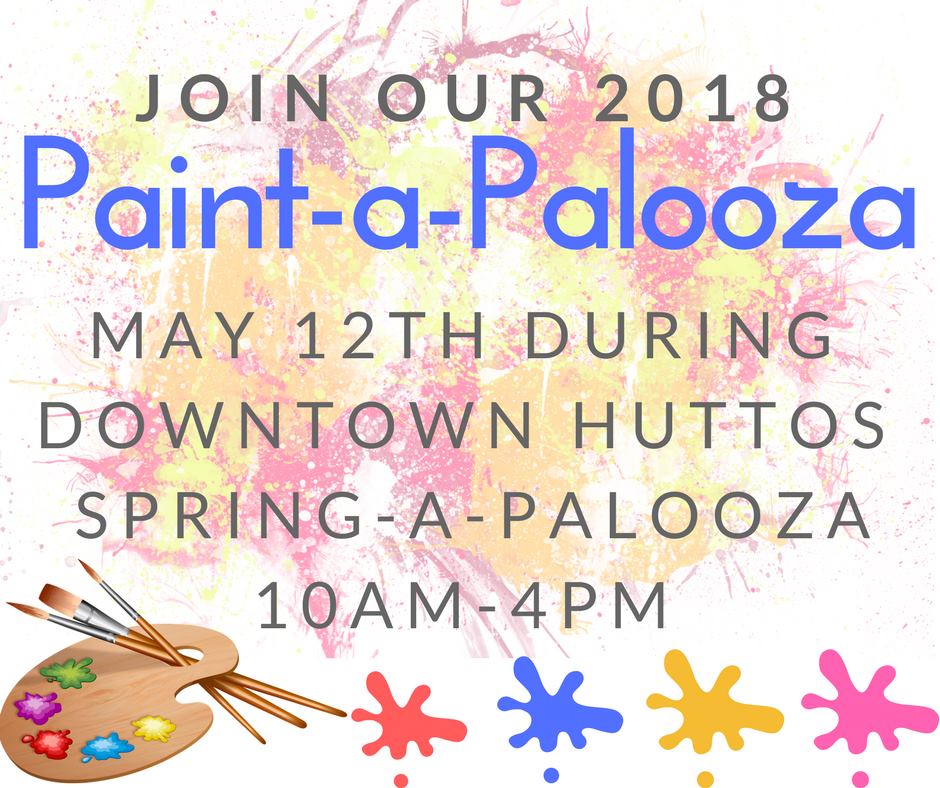 JOIN OUR 2018
Paint-a-Palooza
MAY 12TH DURING
DOWNTOWN HUTTOS
SPRING-A-PALOOZA
10AM-4PM